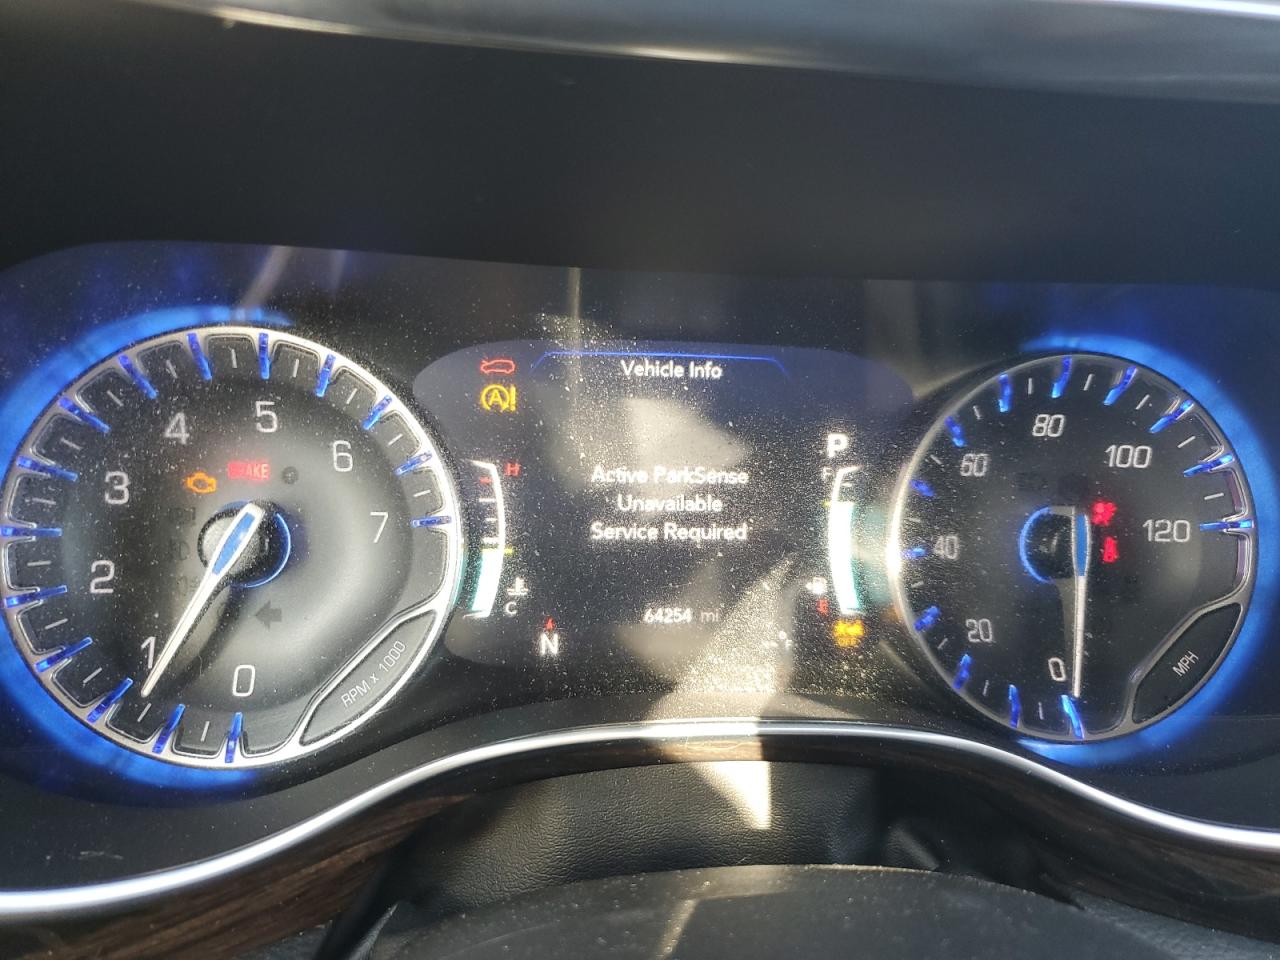 Vehicle Info
Active ParkSense
Unavailable
Service Required
64254 mi
N
P
H
C
F
E
BRAKE
0
1
2
3
4
5
6
7
RPM x 1000
0
20
40
60
80
100
120
MPH
A!
OFF